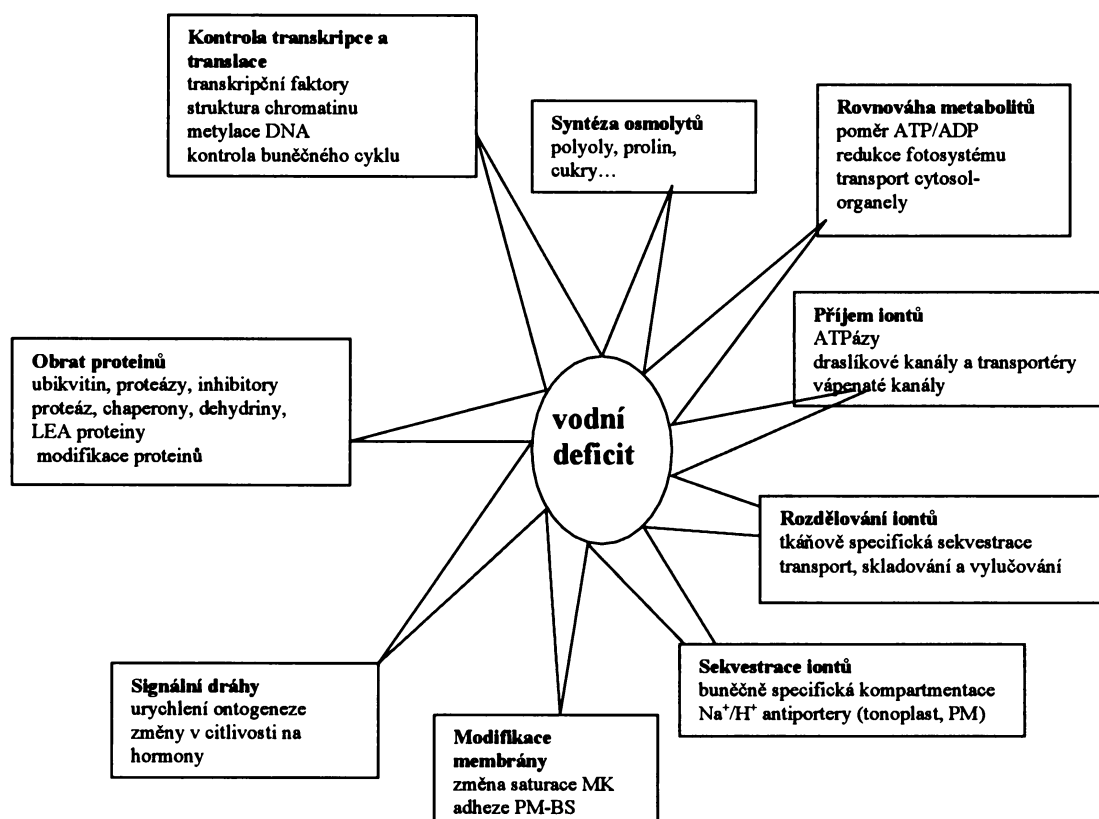 Kontrola transkripce a
translace
transkripční faktory
struktura chromatinu
metylace DNA
kontrola buněčného cyklu
Syntéza osmolytů
polyoly, prolin,
cukry…
Rovnováha metabolitů
poměr ATP/ADP
redukce fotosystému
transport cytosol-
organely
Příjem iontů
ATPázy
draslíkové kanály a transportéry
vápenaté kanály
Obrat proteinů
ubikvitin, proteázy, inhibitory
proteáz, chaperony, dehydriny,
LEA proteiny
modifikace proteinů
vodní
deficit
Rozdělování iontů
tkáňově specifická sekvestrace
transport, skladování a vylučování
Sekvestrace iontů
buněčně specifická kompartmentace
Na⁺/H⁺ antiportery (tonoplast, PM)
Signální dráhy
urychlení ontogeneze
změny v citlivosti na
hormony
Modifikace
membrány
změna saturace MK
adheze PM-BS